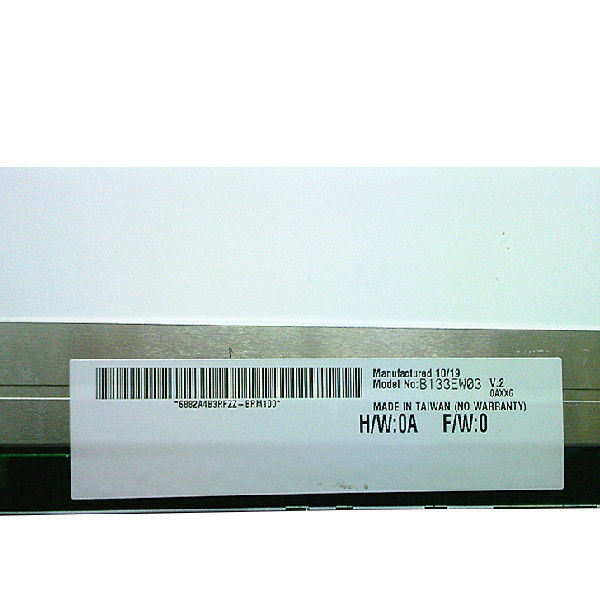 Manufactured 10/19
Model No:B133EW03 V.2
0AXXG
MADE IN TAIWAN (NO WARRANTY)
H/W:0A F/W:0